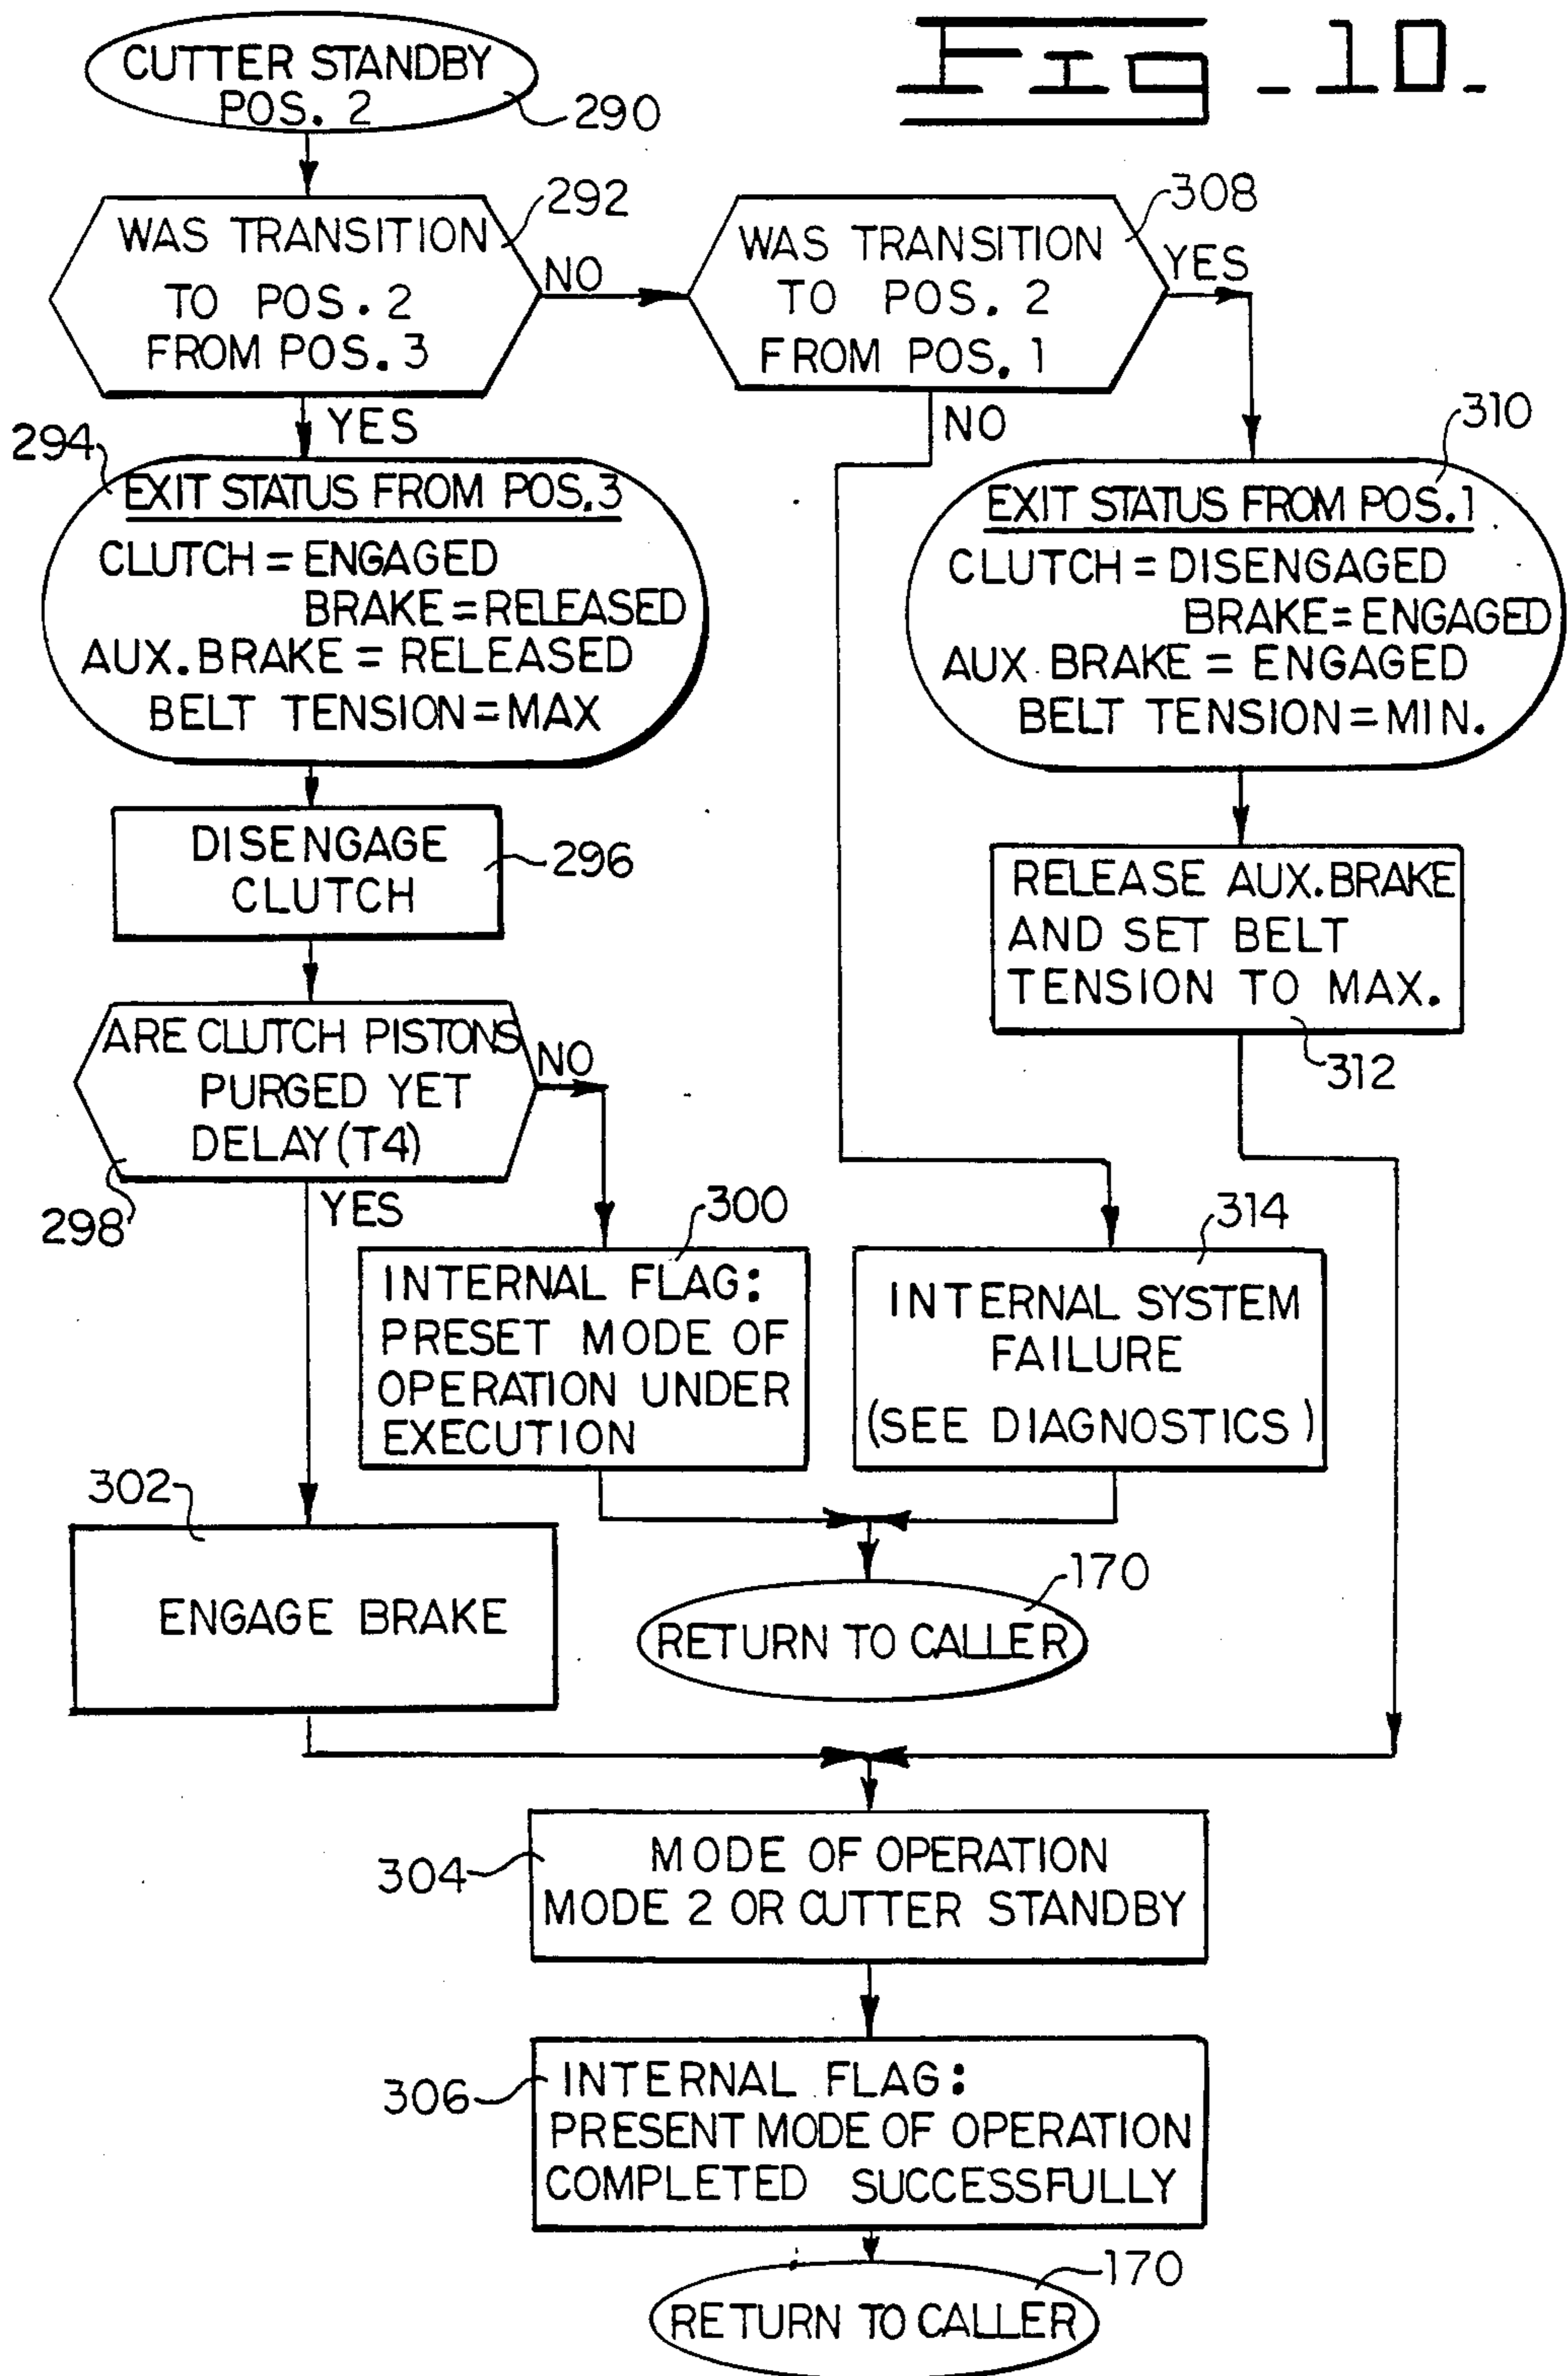 Fig_10_
CUTTER STANDBY
POS. 2
290
WAS TRANSITION
TO POS. 2
FROM POS. 3
292
NO
YES
WAS TRANSITION
TO POS. 2
FROM POS. 1
308
YES
NO
294
EXIT STATUS FROM POS.3
CLUTCH = ENGAGED
BRAKE = RELEASED
AUX. BRAKE = RELEASED
BELT TENSION = MAX
310
EXIT STATUS FROM POS.1
CLUTCH = DISENGAGED
BRAKE = ENGAGED
AUX. BRAKE = ENGAGED
BELT TENSION = MIN.
DISENGAGE
CLUTCH
296
RELEASE AUX. BRAKE
AND SET BELT
TENSION TO MAX.
312
ARE CLUTCH PISTONS
PURGED YET
DELAY (T4)
298
NO
YES
300
INTERNAL FLAG:
PRESET MODE OF
OPERATION UNDER
EXECUTION
314
INTERNAL SYSTEM
FAILURE
(SEE DIAGNOSTICS)
302
ENGAGE BRAKE
170
RETURN TO CALLER
304
MODE OF OPERATION
MODE 2 OR CUTTER STANDBY
306
INTERNAL FLAG:
PRESENT MODE OF OPERATION
COMPLETED SUCCESSFULLY
170
RETURN TO CALLER